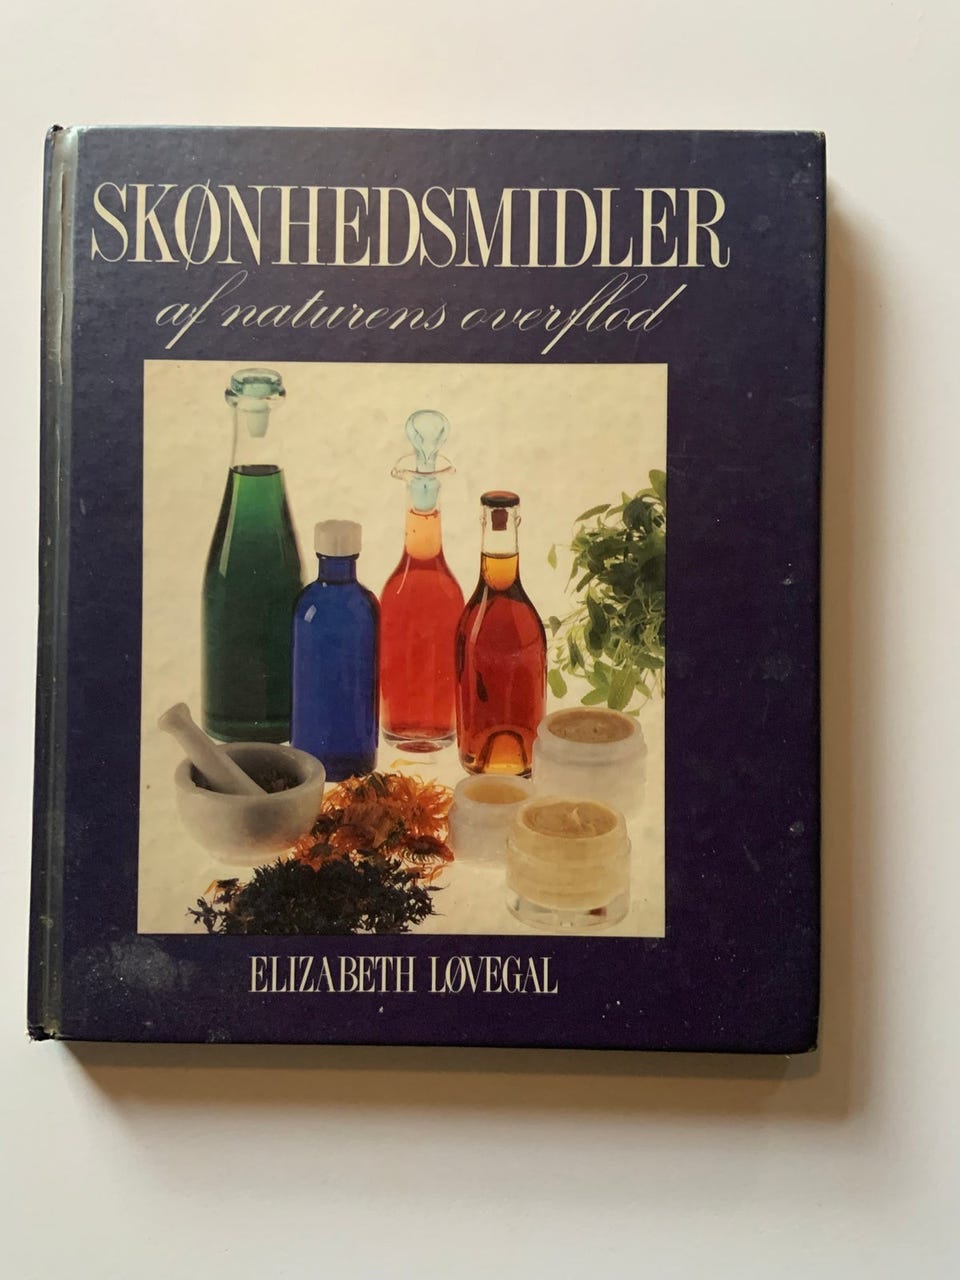 SKØNHEDSMIDLER
af naturens overflod
ELIZABETH LØVEGAL